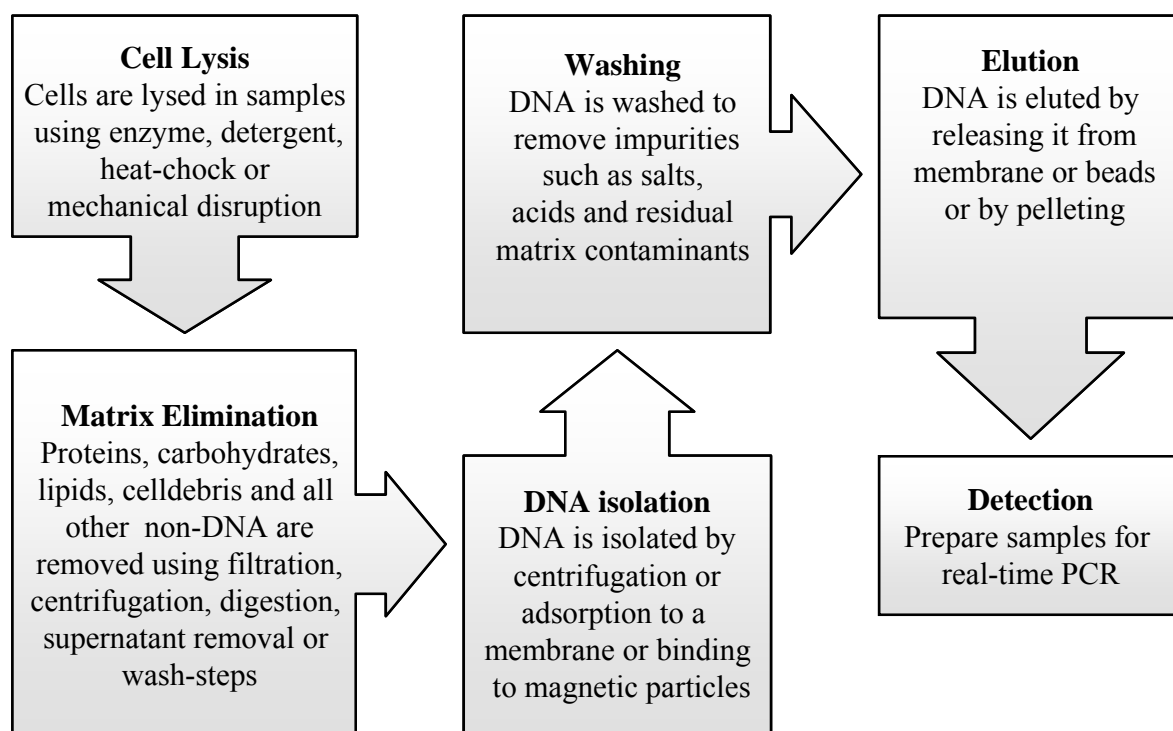 Cell Lysis
Cells are lysed in samples
using enzyme, detergent,
heat-chock or
mechanical disruption
Matrix Elimination
Proteins, carbohydrates,
lipids, celldebris and all
other non-DNA are
removed using filtration,
centrifugation, digestion,
supernatant removal or
wash-steps
DNA isolation
DNA is isolated by
centrifugation or
adsorption to a
membrane or binding
to magnetic particles
Washing
DNA is washed to
remove impurities
such as salts,
acids and residual
matrix contaminants
Elution
DNA is eluted by
releasing it from
membrane or beads
or by pelleting
Detection
Prepare samples for
real-time PCR